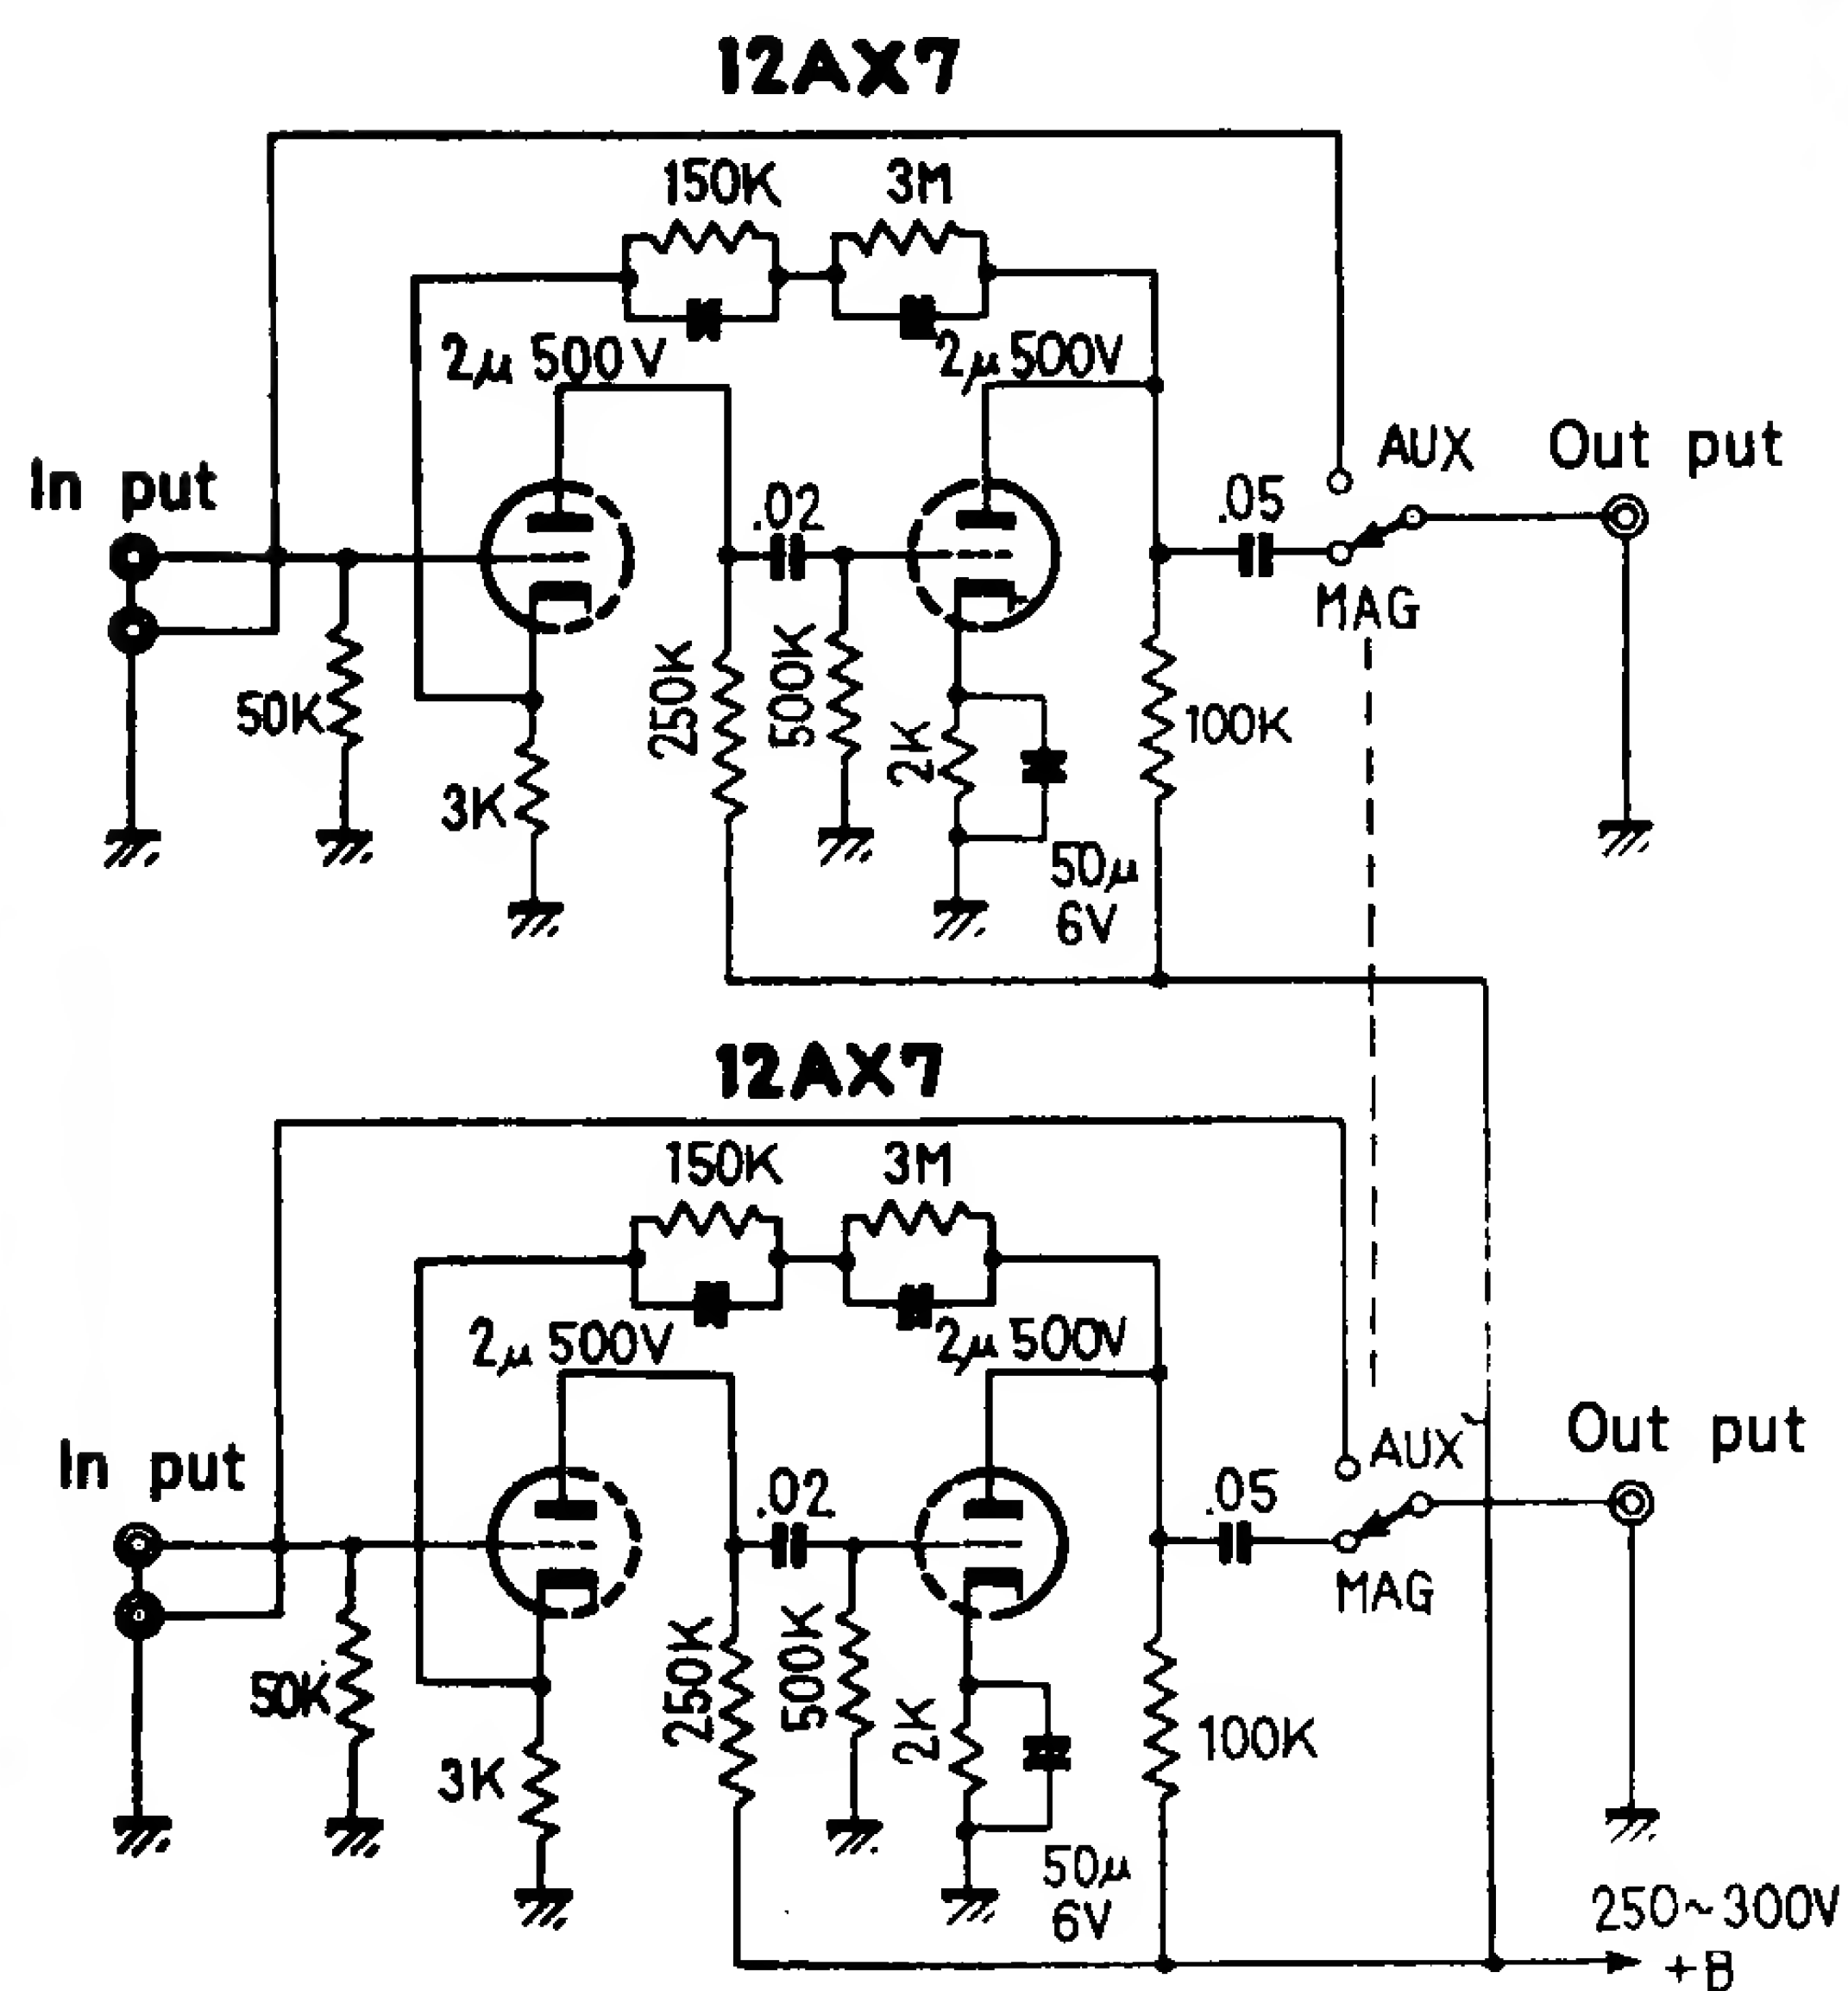 12AX7
150K 3M
2μ 500V 2μ 500V
In put
.02
.05
AUX
Out put
MAG
50K
3K
250K
500K
2K
100K
50μ
6V
12AX7
150K 3M
2μ 500V 2μ 500V
In put
.02
.05
AUX
Out put
MAG
50K
3K
250K
500K
2K
100K
50μ
6V
250~300V
+B